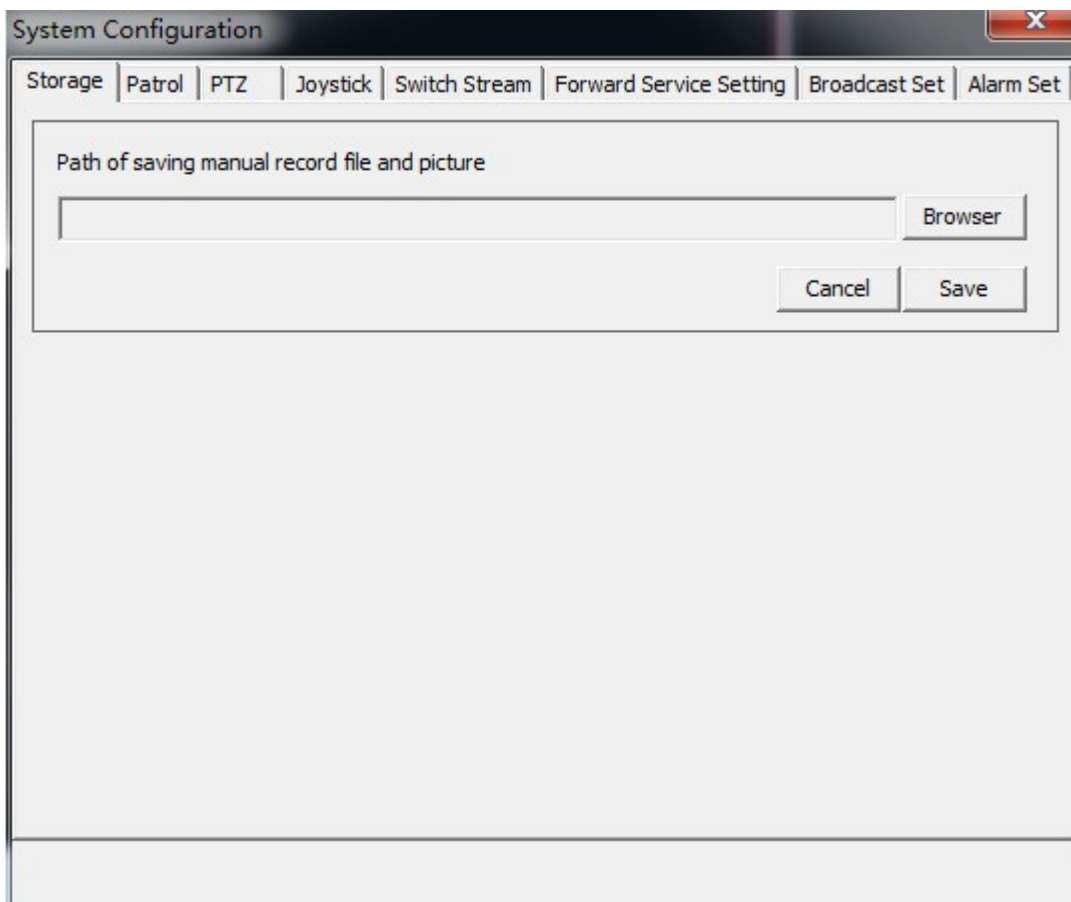 System Configuration
Storage Patrol PTZ Joystick Switch Stream Forward Service Setting Broadcast Set Alarm Set
Path of saving manual record file and picture
Browser
Cancel Save